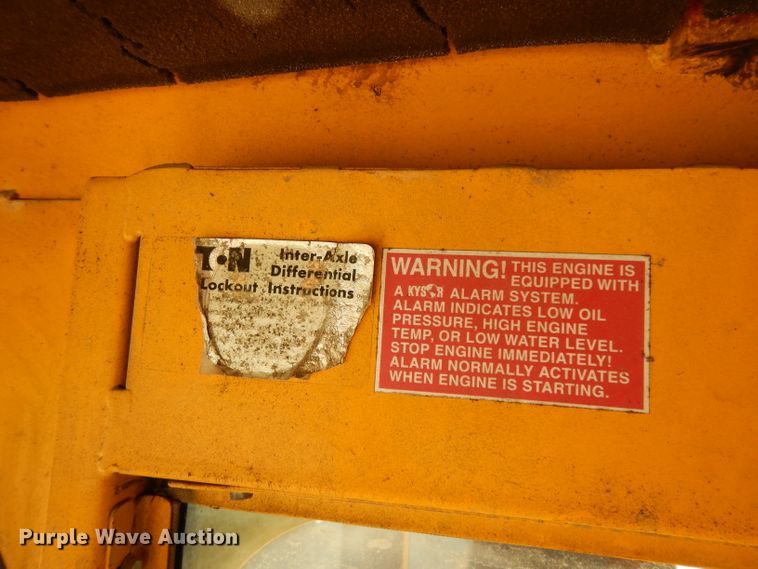 T•N Inter-Axle
Differential
Lockout Instructions
WARNING! THIS ENGINE IS
EQUIPPED WITH
A KYSOR ALARM SYSTEM.
ALARM INDICATES LOW OIL
PRESSURE, HIGH ENGINE
TEMP, OR LOW WATER LEVEL.
STOP ENGINE IMMEDIATELY!
ALARM NORMALLY ACTIVATES
WHEN ENGINE IS STARTING.
Purple Wave Auction